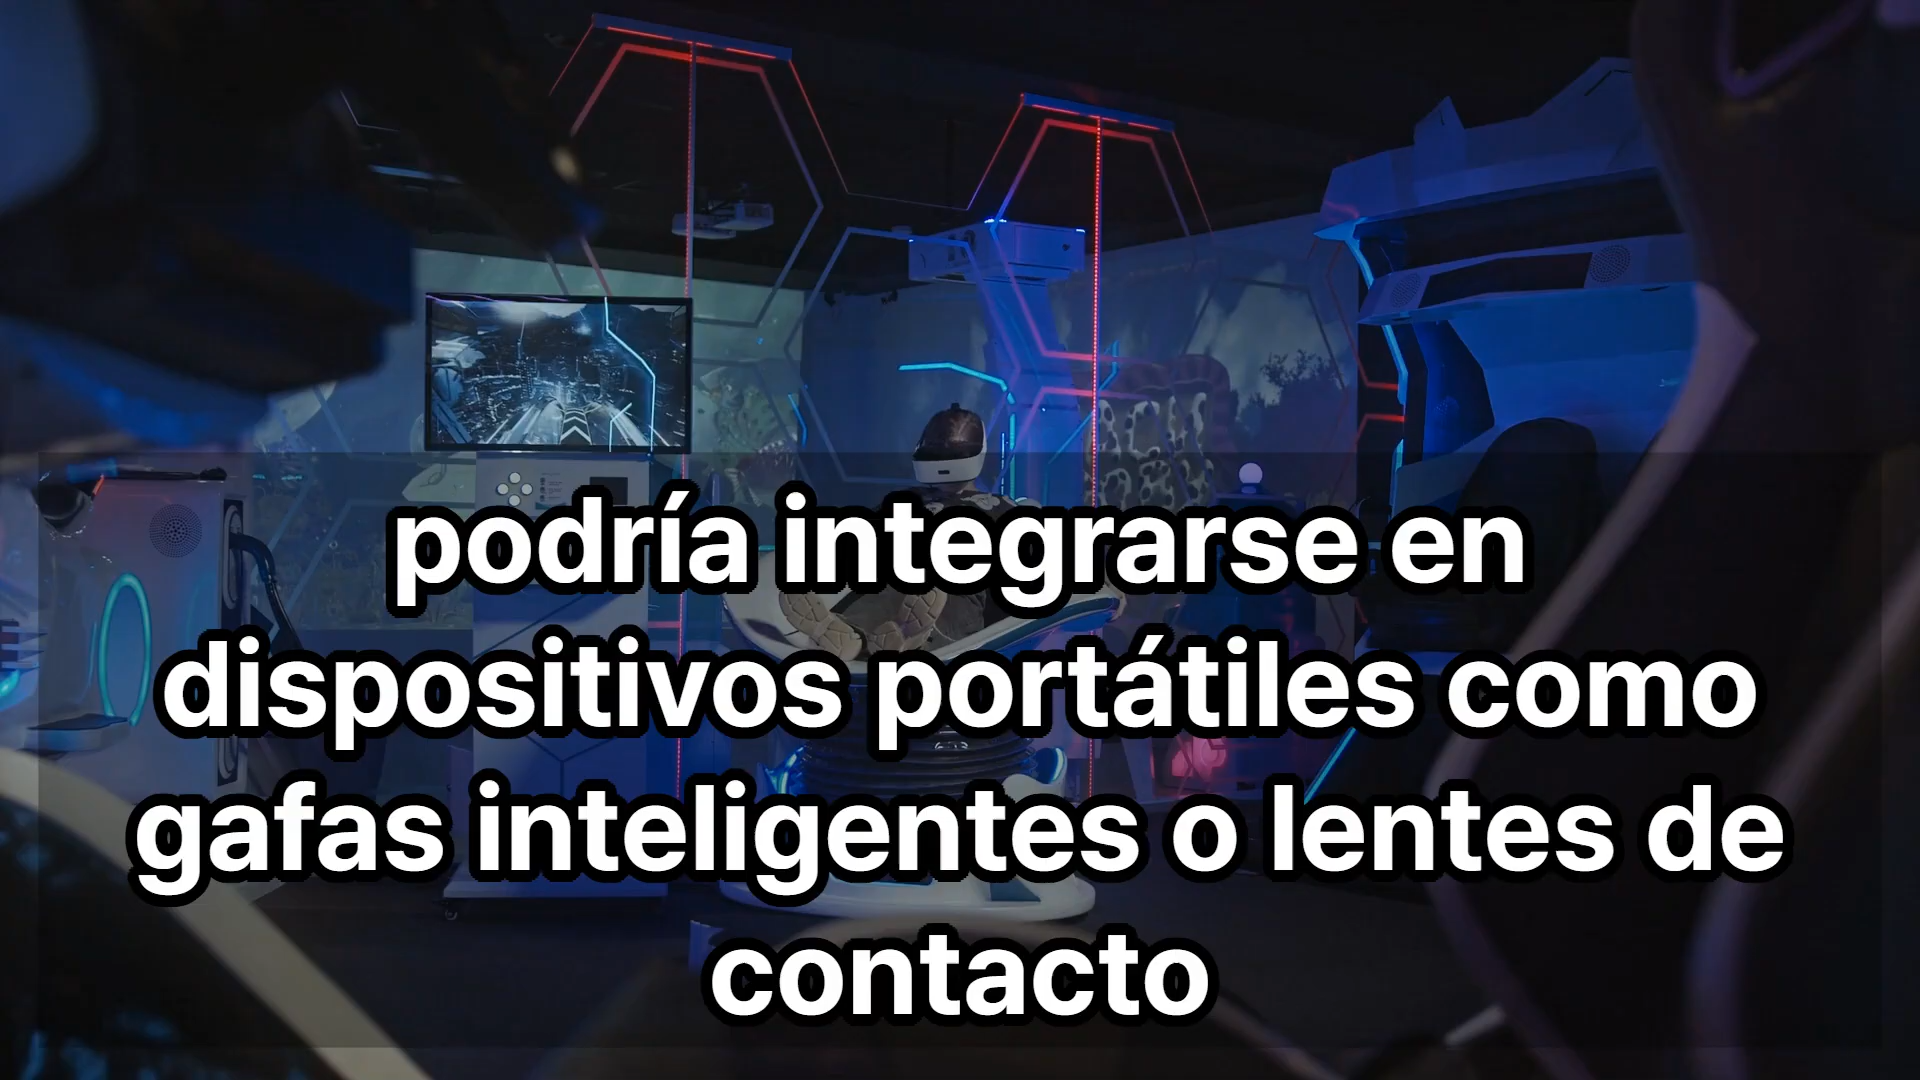 podría integrarse en
dispositivos portátiles como
gafas inteligentes o lentes de
contacto